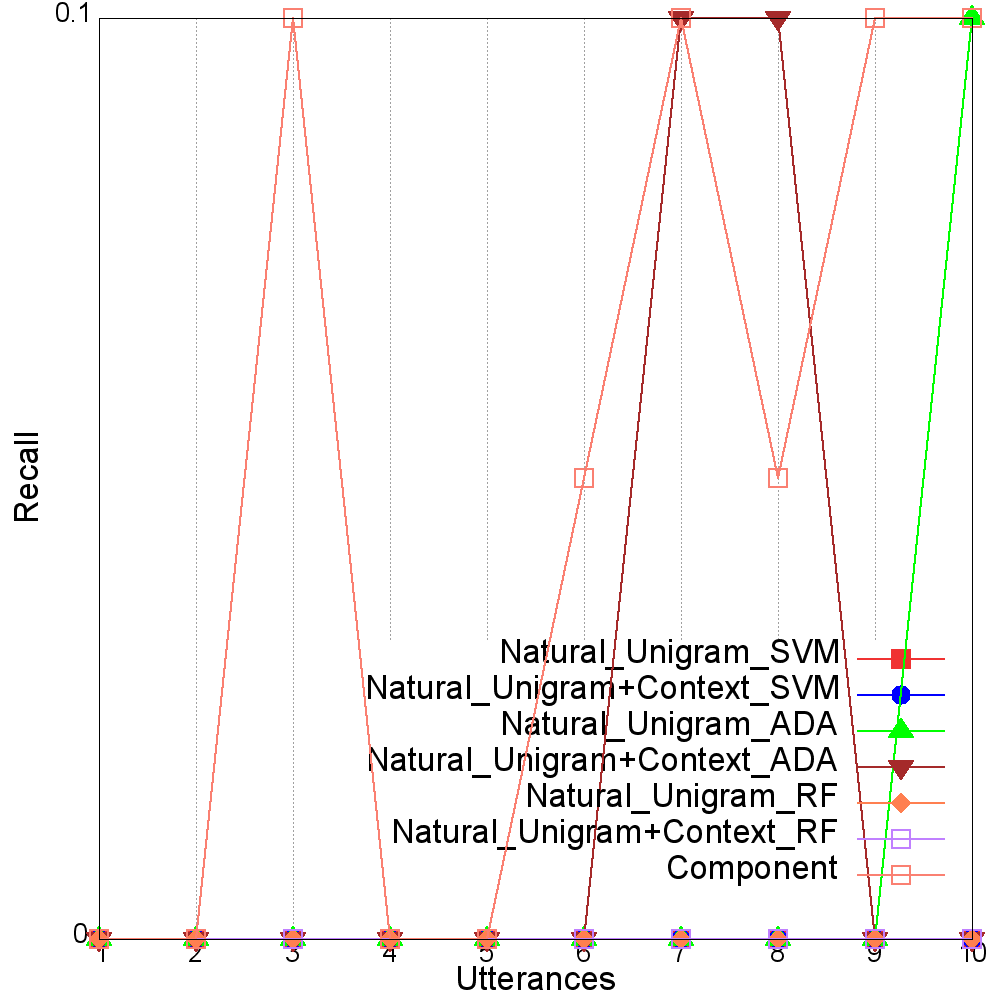 0.1
Recall
Natural_Unigram_SVM
Natural_Unigram+Context_SVM
Natural_Unigram_ADA
Natural_Unigram+Context_ADA
Natural_Unigram_RF
Natural_Unigram+Context_RF
Component
0
1 2 3 4 5 6 7 8 9 10
Utterances